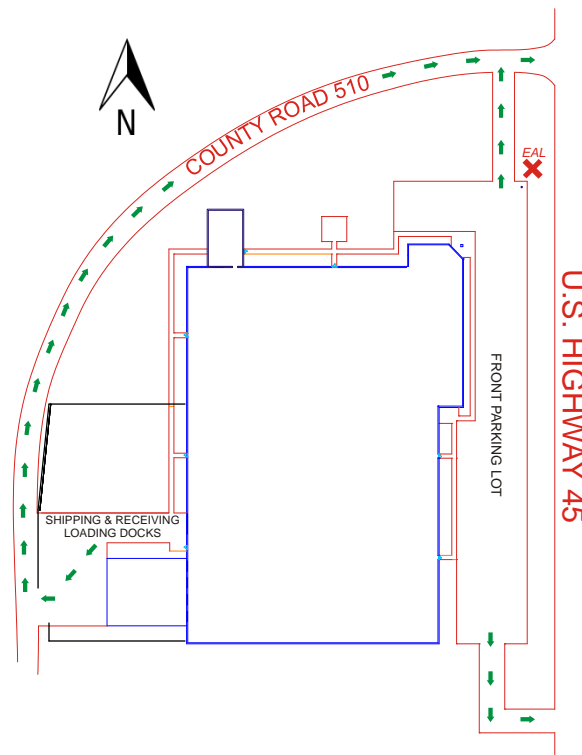 COUNTY ROAD 510
N
EAL
U.S. HIGHWAY 45
FRONT PARKING LOT
SHIPPING & RECEIVING
LOADING DOCKS